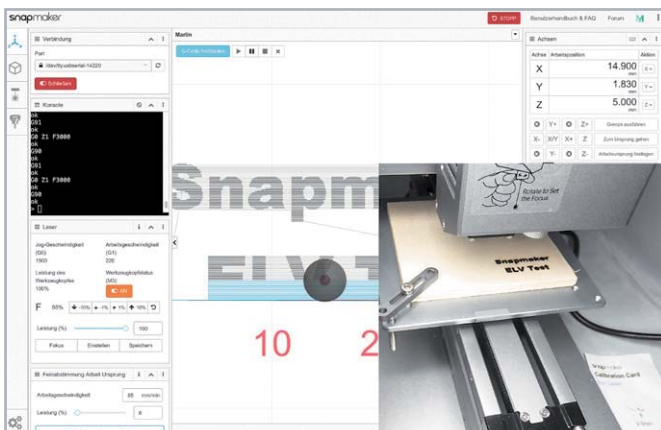 snapmaker
STOPP
Benutzerhandbuch & FAQ
Forum
M
Verbindung
Port
/dev/tty.usbserial-14220
Schließen
Konsole
ok
G91
ok
G0 Z1 F3000
ok
G90
ok
G91
ok
G0 Z1 F3000
ok
G90
ok
>
Laser
Jog-Geschwindigkeit
(G0)
1500
Arbeitsgeschwindigkeit
(G1)
220
Leistung des
Werkzeugkopfes
100%
Werkzeugkopfstatus
(M3)
AN
F
-10%
-1%
1%
10%
Leistung (%)
100
Fokus
Einstellen
Speichern
Feinabstimmung Arbeit Ursprung
Arbeitsgeschwindigkeit
mm/min
Leistung (%)
Marlin
G-Code hochladen
Snapm
ELV T
10
2
Achsen
Achse
Arbeitsposition
Aktion
X
14.900
mm
X
Y
1.830
mm
Y
Z
5.000
mm
Z
Y+
Z+
Grenze ausführen
X-
X/Y
X+
Z
Zum Ursprung gehen
Y-
Z-
Arbeitsursprung festlegen
Rotate to Set
the Focus
Snapmaker
ELV Test
Snapmaker
Calibration Card